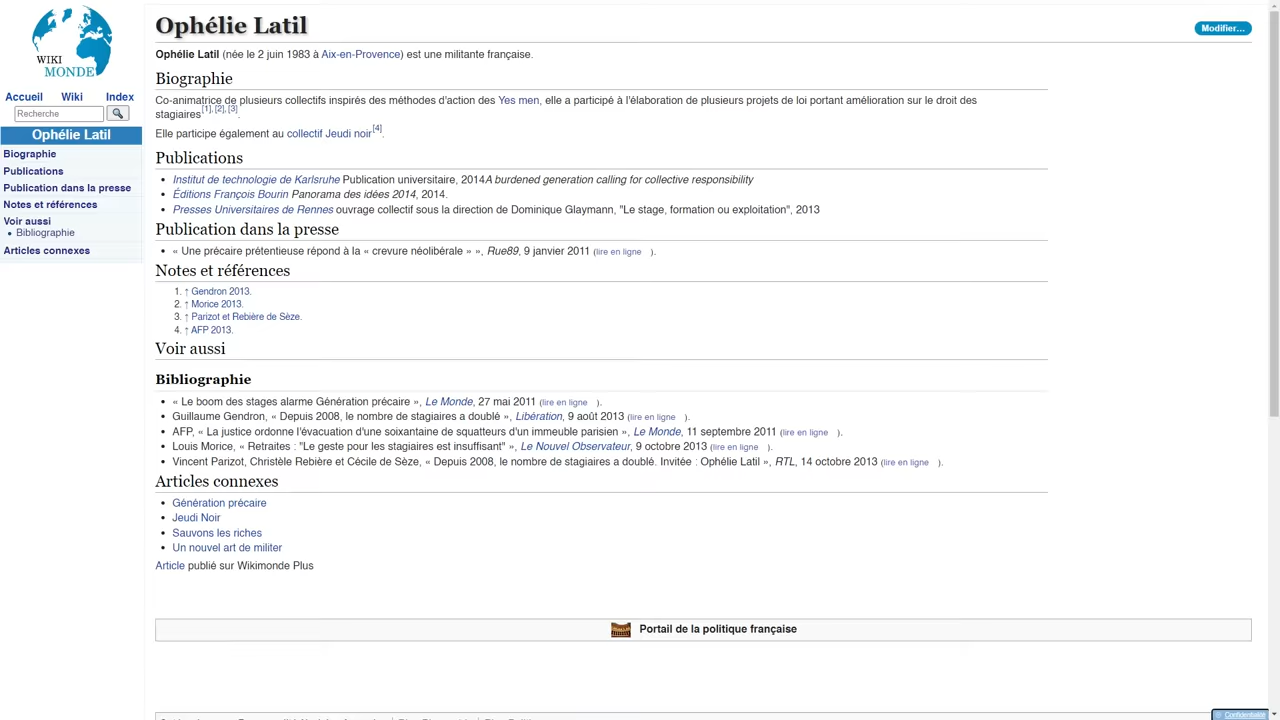 WIKI
MONDE
Accueil Wiki Index
Recherche
Ophélie Latil
Biographie
Publications
Publication dans la presse
Notes et références
Voir aussi
Bibliographie
Articles connexes
Ophélie Latil
Modifier…
Ophélie Latil (née le 2 juin 1983 à Aix-en-Provence) est une militante française.
Biographie
Co-animatrice de plusieurs collectifs inspirés des méthodes d'action des Yes men, elle a participé à l'élaboration de plusieurs projets de loi portant amélioration sur le droit des
stagiaires[1],[2],[3].
Elle participe également au collectif Jeudi noir[4].
Publications
Institut de technologie de Karlsruhe Publication universitaire, 2014A burdened generation calling for collective responsibility
Éditions François Bourin Panorama des idées 2014, 2014.
Presses Universitaires de Rennes ouvrage collectif sous la direction de Dominique Glaymann, "Le stage, formation ou exploitation", 2013
Publication dans la presse
« Une précaire prétentieuse répond à la « crevure néolibérale » », Rue89, 9 janvier 2011 (lire en ligne ).
Notes et références
1. ↑ Gendron 2013.
2. ↑ Morice 2013.
3. ↑ Parizot et Rebière de Sèze.
4. ↑ AFP 2013.
Voir aussi
Bibliographie
« Le boom des stages alarme Génération précaire », Le Monde, 27 mai 2011 (lire en ligne ).
Guillaume Gendron, « Depuis 2008, le nombre de stagiaires a doublé », Libération, 9 août 2013 (lire en ligne ).
AFP, « La justice ordonne l'évacuation d'une soixantaine de squatteurs d'un immeuble parisien », Le Monde, 11 septembre 2011 (lire en ligne ).
Louis Morice, « Retraites : "Le geste pour les stagiaires est insuffisant" », Le Nouvel Observateur, 9 octobre 2013 (lire en ligne ).
Vincent Parizot, Christèle Rebière et Cécile de Sèze, « Depuis 2008, le nombre de stagiaires a doublé. Invitée : Ophélie Latil », RTL, 14 octobre 2013 (lire en ligne ).
Articles connexes
Génération précaire
Jeudi Noir
Sauvons les riches
Un nouvel art de militer
Article publié sur Wikimonde Plus
Portail de la politique française
Confidentialité